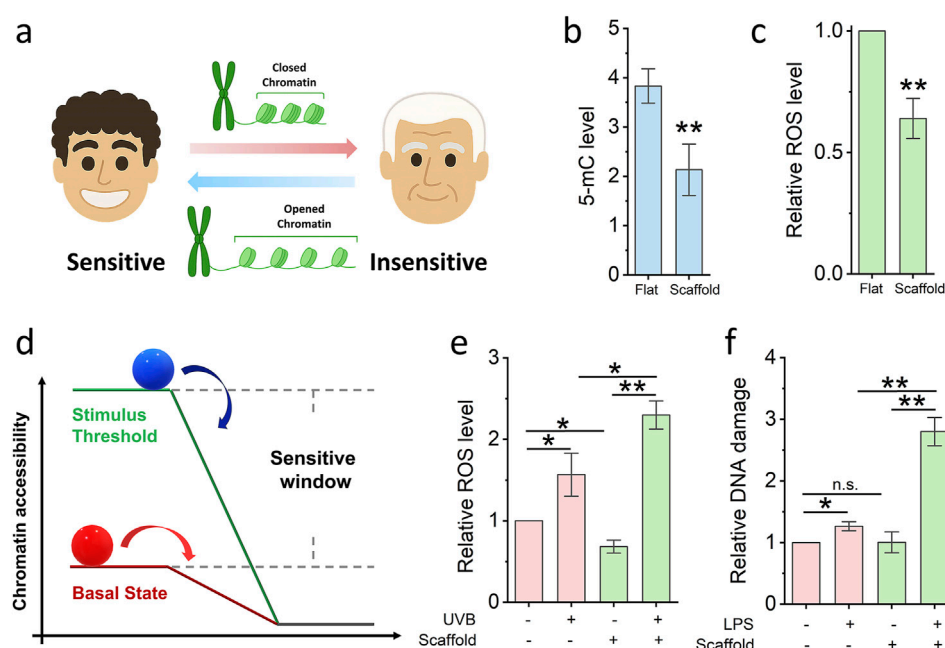 a
Closed
Chromatin
Opened
Chromatin
Sensitive
Insensitive
b
5-mC level
5
4
3
2
1
0
**
Flat
Scaffold
c
Relative ROS level
1.0
0.5
0.0
**
Flat
Scaffold
d
Chromatin accessibility
Stimulus
Threshold
Sensitive
window
Basal State
e
Relative ROS level
3
2
1
0
*
**
*
*
UVB - + - +
Scaffold - - + +
f
Relative DNA damage
4
3
2
1
0
**
**
n.s.
*
LPS - + - +
Scaffold - - + +